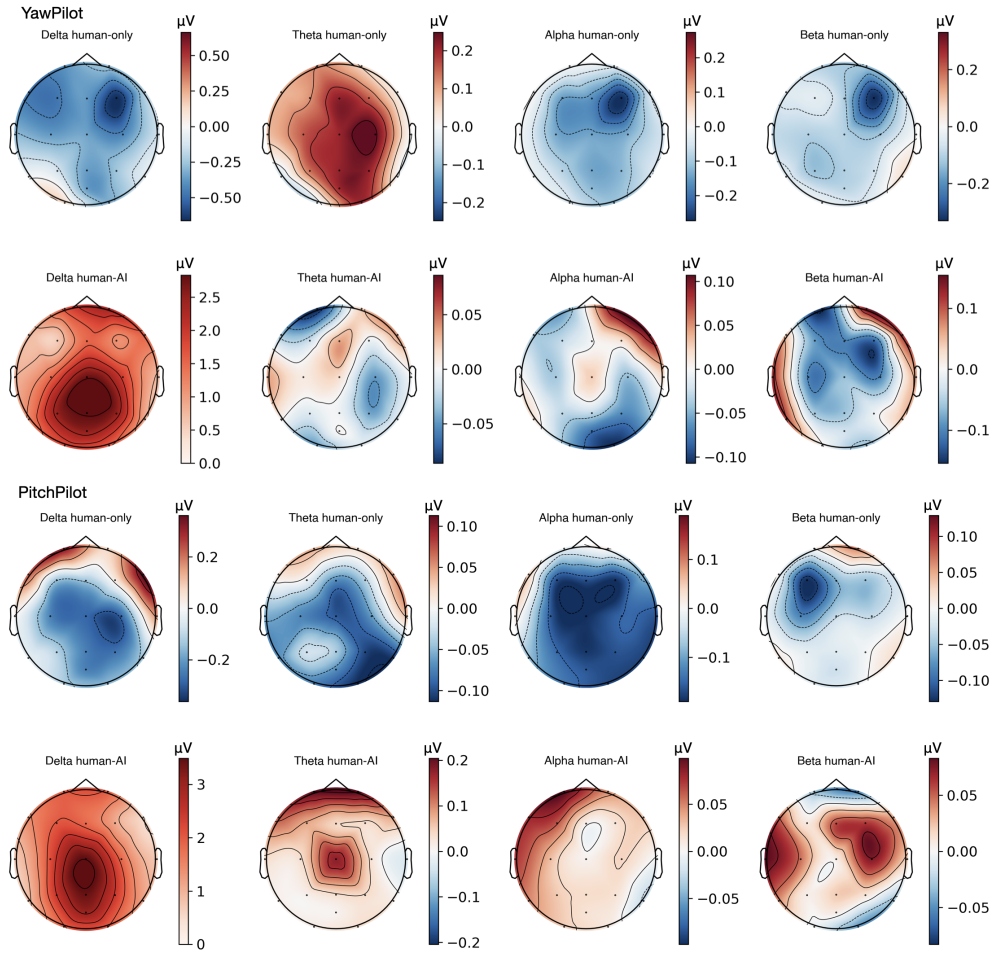 YawPilot
Delta human-only
μV
0.50
0.25
0.00
−0.25
−0.50
Theta human-only
μV
0.2
0.1
0.0
−0.1
−0.2
Alpha human-only
μV
0.2
0.1
0.0
−0.1
−0.2
Beta human-only
μV
0.2
0.0
−0.2
Delta human-AI
μV
2.5
2.0
1.5
1.0
0.5
0.0
Theta human-AI
μV
0.05
0.00
−0.05
Alpha human-AI
μV
0.10
0.05
0.00
−0.05
−0.10
Beta human-AI
μV
0.1
0.0
−0.1
PitchPilot
Delta human-only
μV
0.2
0.0
−0.2
Theta human-only
μV
0.10
0.05
0.00
−0.05
−0.10
Alpha human-only
μV
0.1
0.0
−0.1
Beta human-only
μV
0.10
0.05
0.00
−0.05
−0.10
Delta human-AI
μV
3
2
1
0
Theta human-AI
μV
0.2
0.1
0.0
−0.1
−0.2
Alpha human-AI
μV
0.05
0.00
−0.05
Beta human-AI
μV
0.05
0.00
−0.05